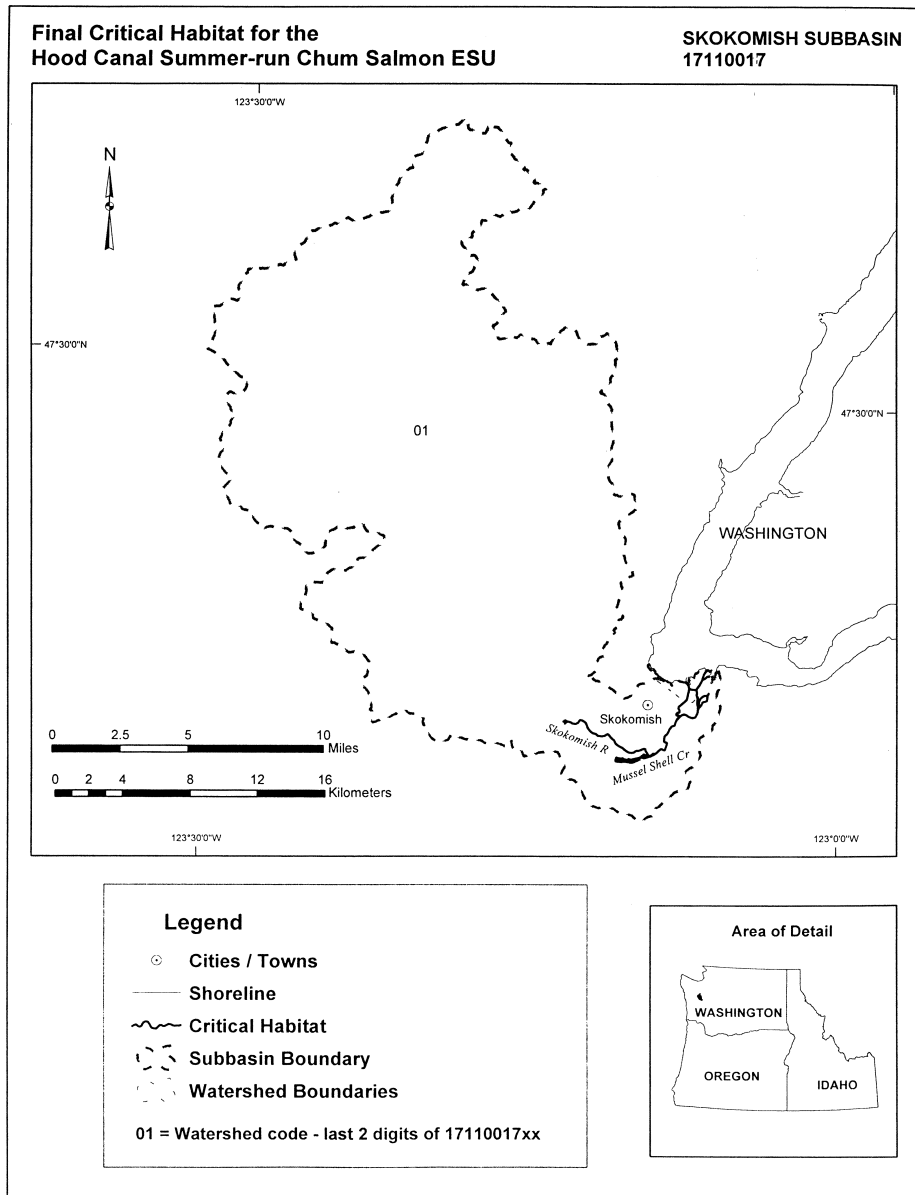 Final Critical Habitat for the
Hood Canal Summer-run Chum Salmon ESU
SKOKOMISH SUBBASIN
17110017
123°30'0"W
N
47°30'0"N
47°30'0"N
01
WASHINGTON
Skokomish
Skokomish R
Mussel Shell Cr
0 2.5 5 10
Miles
0 2 4 8 12 16
Kilometers
123°30'0"W
123°0'0"W
Legend
Cities / Towns
Shoreline
Critical Habitat
Subbasin Boundary
Watershed Boundaries
01 = Watershed code - last 2 digits of 17110017xx
Area of Detail
WASHINGTON
OREGON
IDAHO